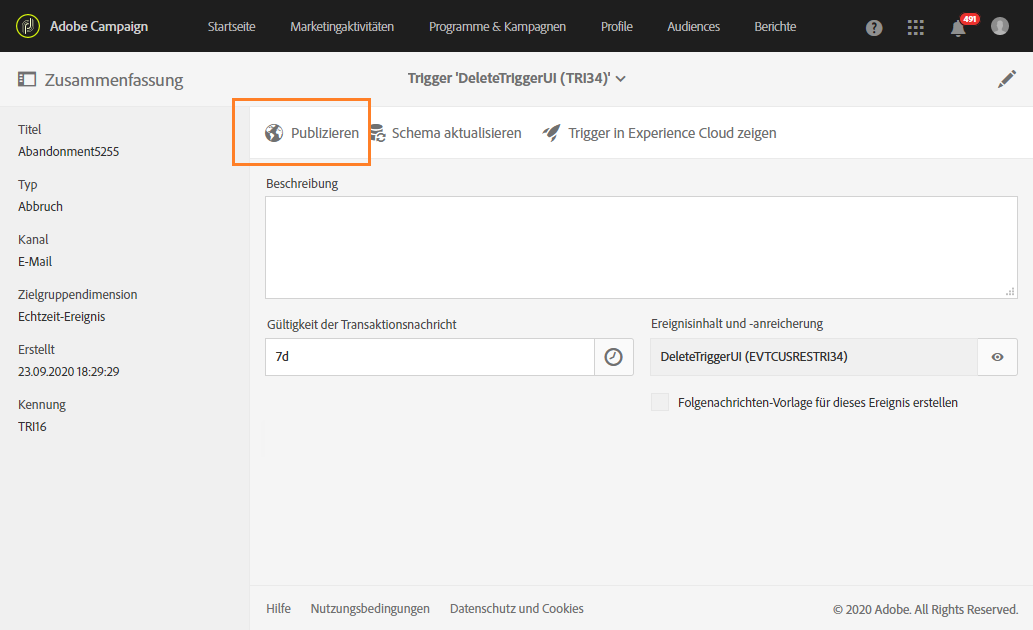 Adobe Campaign Startseite Marketingaktivitäten Programme & Kampagnen Profile Audiences Berichte ? 491
Zusammenfassung Trigger 'DeleteTriggerUI (TRI34)'
Titel
Abandonment5255
Typ
Abbruch
Kanal
E-Mail
Zielgruppendimension
Echtzeit-Ereignis
Erstellt
23.09.2020 18:29:29
Kennung
TRI16
Publizieren Schema aktualisieren Trigger in Experience Cloud zeigen
Beschreibung
Gültigkeit der Transaktionsnachricht
7d
Ereignisinhalt und -anreicherung
DeleteTriggerUI (EVTCUSRESTRI34)
Folgenachrichten-Vorlage für dieses Ereignis erstellen
Hilfe Nutzungsbedingungen Datenschutz und Cookies © 2020 Adobe. All Rights Reserved.